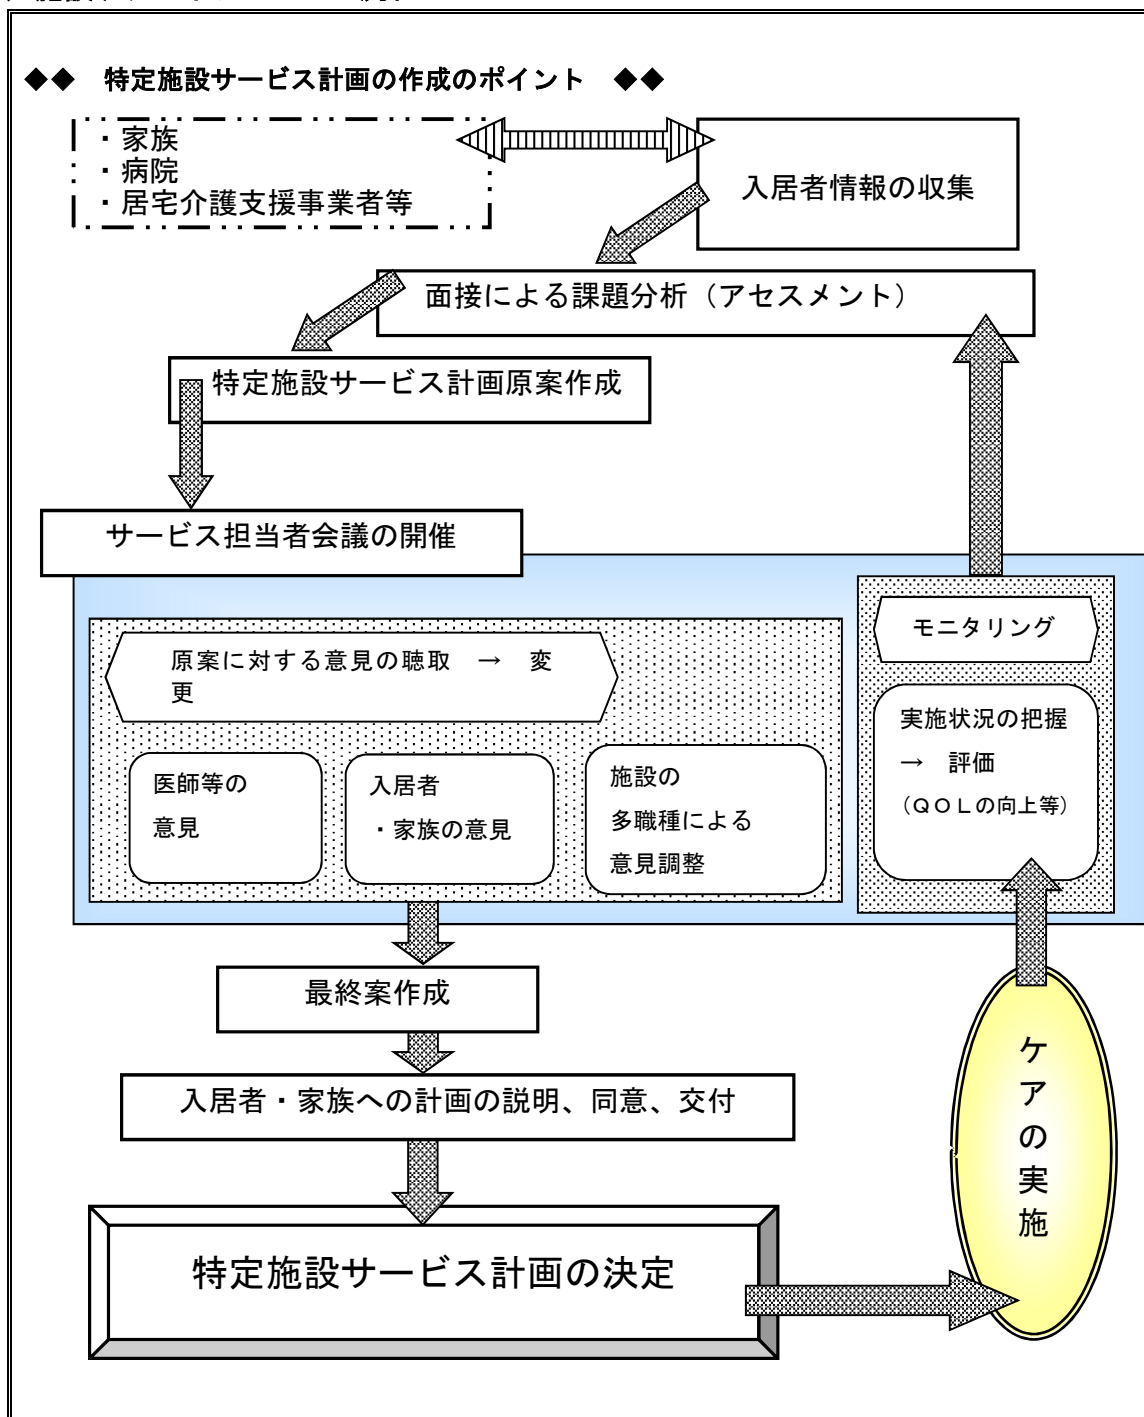 ◆◆　特定施設サービス計画の作成のポイント　◆◆
・家族
・病院
・居宅介護支援事業者等
入居者情報の収集
面接による課題分析（アセスメント）
特定施設サービス計画原案作成
サービス担当者会議の開催
モニタリング
原案に対する意見の聴取　→　変
更
実施状況の把握
→　評価
（ＱＯＬの向上等）
医師等の
意見
入居者
・家族の意見
施設の
多職種による
意見調整
最終案作成
入居者・家族への計画の説明、同意、交付
特定施設サービス計画の決定
ケアの実施